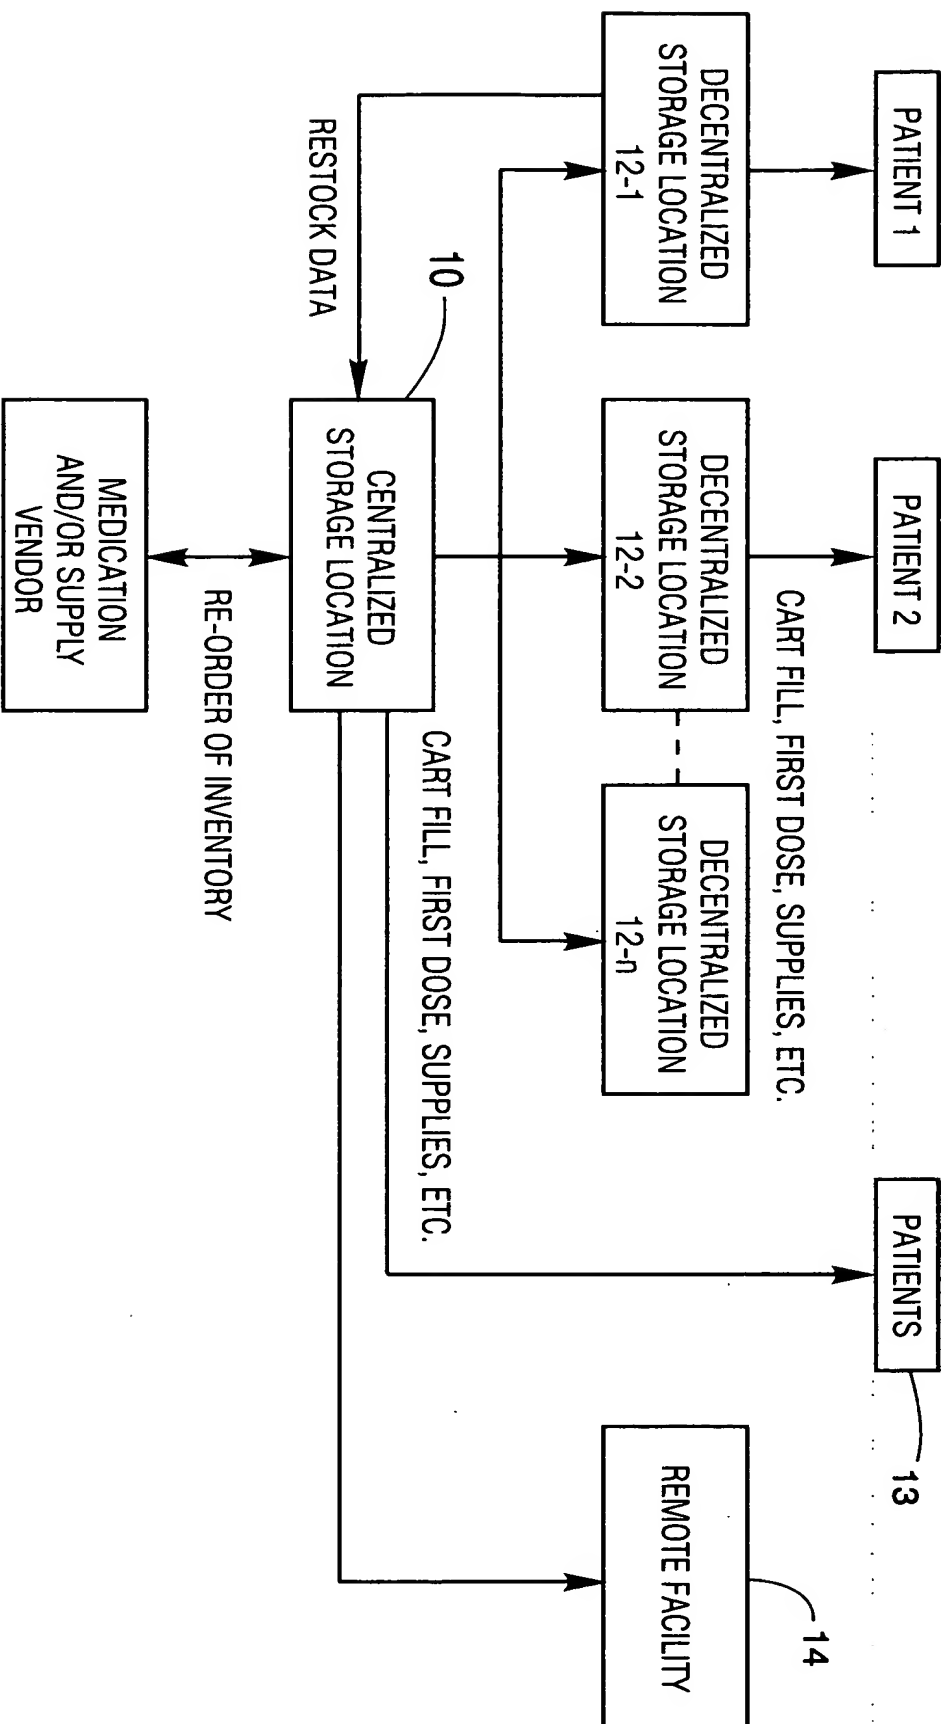 PATIENT 1
PATIENT 2
PATIENTS
13
DECENTRALIZED
STORAGE LOCATION
12-1
DECENTRALIZED
STORAGE LOCATION
12-2
CART FILL, FIRST DOSE, SUPPLIES, ETC.
DECENTRALIZED
STORAGE LOCATION
12-n
REMOTE FACILITY
14
RESTOCK DATA
10
CENTRALIZED
STORAGE LOCATION
CART FILL, FIRST DOSE, SUPPLIES, ETC.
RE-ORDER OF INVENTORY
MEDICATION
AND/OR SUPPLY
VENDOR